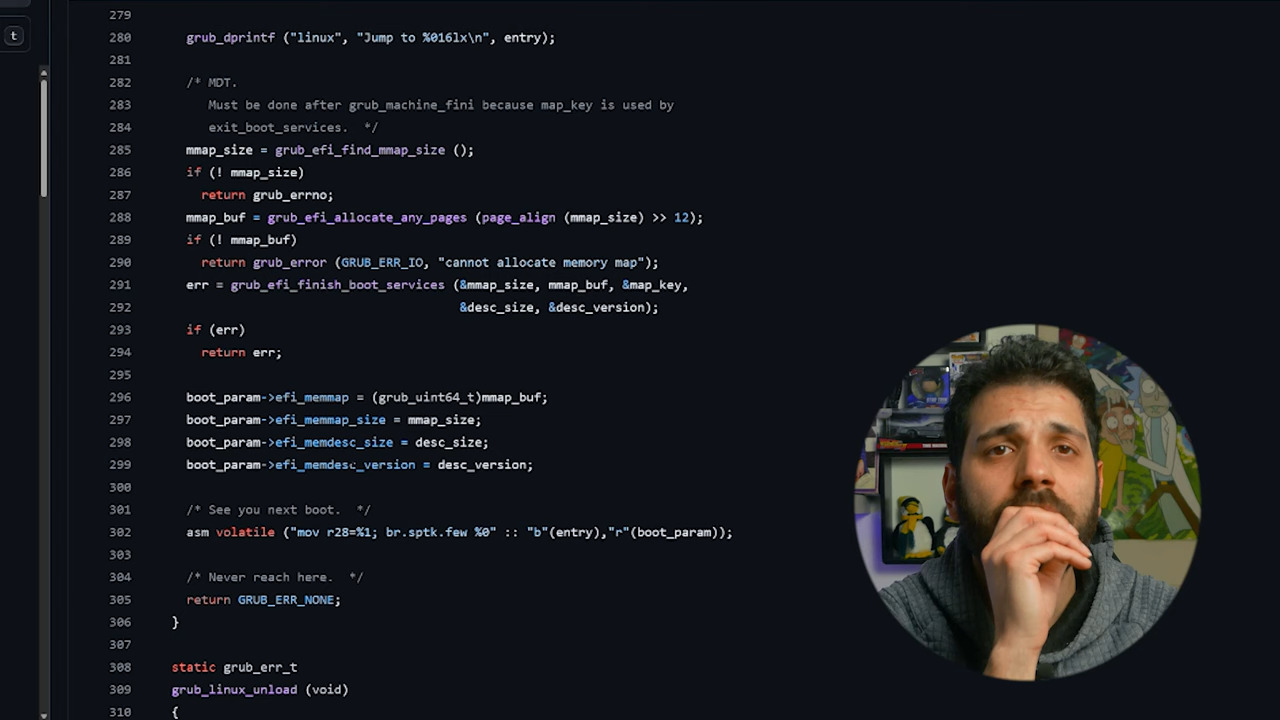 t
279
280 grub_dprintf ("linux", "Jump to %016lx\n", entry);
281
282 /* MDT.
283 Must be done after grub_machine_fini because map_key is used by
284 exit_boot_services.  */
285 mmap_size = grub_efi_find_mmap_size ();
286 if (! mmap_size)
287 return grub_errno;
288 mmap_buf = grub_efi_allocate_any_pages (page_align (mmap_size) >> 12);
289 if (! mmap_buf)
290 return grub_error (GRUB_ERR_IO, "cannot allocate memory map");
291 err = grub_efi_finish_boot_services (&mmap_size, mmap_buf, &map_key,
292 &desc_size, &desc_version);
293 if (err)
294 return err;
295
296 boot_param->efi_memmap = (grub_uint64_t)mmap_buf;
297 boot_param->efi_memmap_size = mmap_size;
298 boot_param->efi_memdesc_size = desc_size;
299 boot_param->efi_memdesc_version = desc_version;
300
301 /* See you next boot.  */
302 asm volatile ("mov r28=%1; br.sptk.few %0" :: "b"(entry),"r"(boot_param));
303
304 /* Never reach here.  */
305 return GRUB_ERR_NONE;
306 }
307
308 static grub_err_t
309 grub_linux_unload (void)
310 {